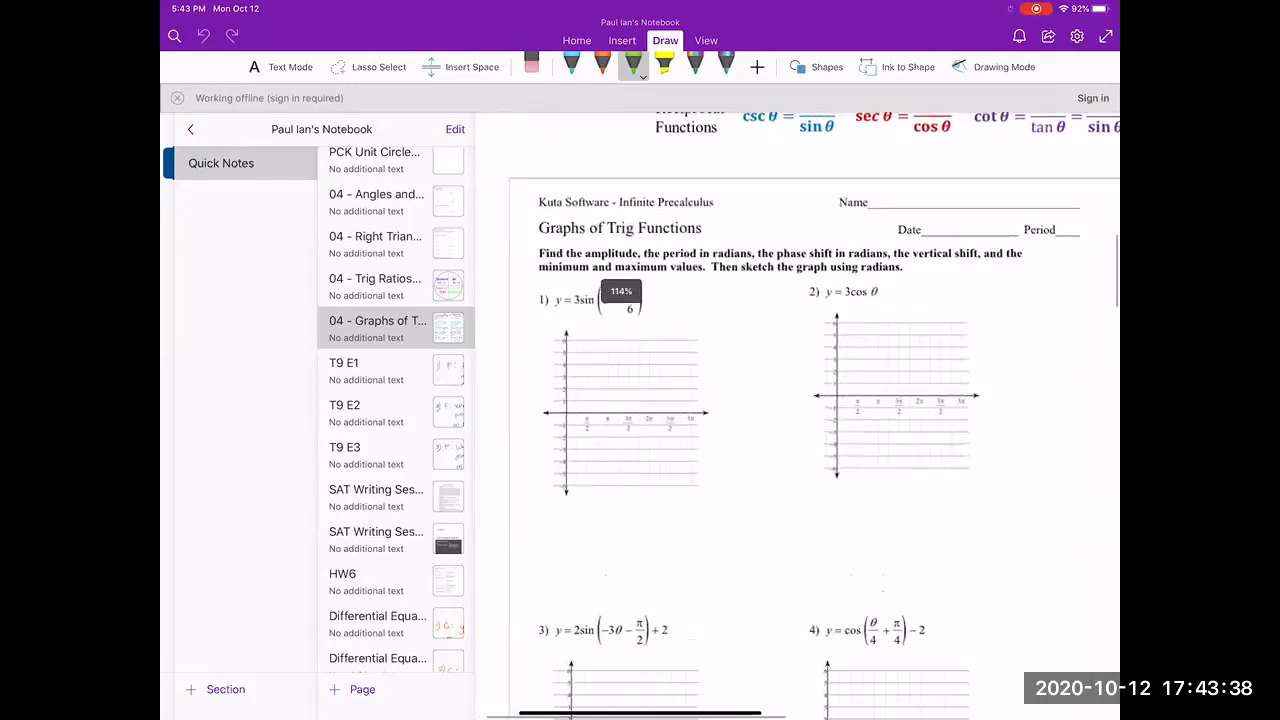 5:43 PM Mon Oct 12
92%
Paul Ian's Notebook
Home Insert Draw View
Text Mode Lasso Select Insert Space Shapes Ink to Shape Drawing Mode
Working offline (sign in required) Sign in
Paul Ian's Notebook Edit
Quick Notes
PCK Unit Circle...
No additional text
04 - Angles and...
No additional text
04 - Right Trian...
No additional text
04 - Trig Ratios...
No additional text
04 - Graphs of T...
No additional text
T9 E1
No additional text
T9 E2
No additional text
T9 E3
No additional text
SAT Writing Ses...
No additional text
SAT Writing Ses...
No additional text
HW6
No additional text
Differential Equa...
No additional text
Differential Equa...
+ Section + Page
Functions csc θ = sin θ sec θ = cos θ cot θ = tan θ = sin θ
Kuta Software - Infinite Precalculus Name
Graphs of Trig Functions Date Period
Find the amplitude, the period in radians, the phase shift in radians, the vertical shift, and the
minimum and maximum values. Then sketch the graph using radians.
114%
1) y = 3sin ( 6 )
2) y = 3cos θ
3) y = 2sin (−3θ − π/2) + 2
4) y = cos (θ/4 + π/4) − 2
2020-10-12 17:43:38